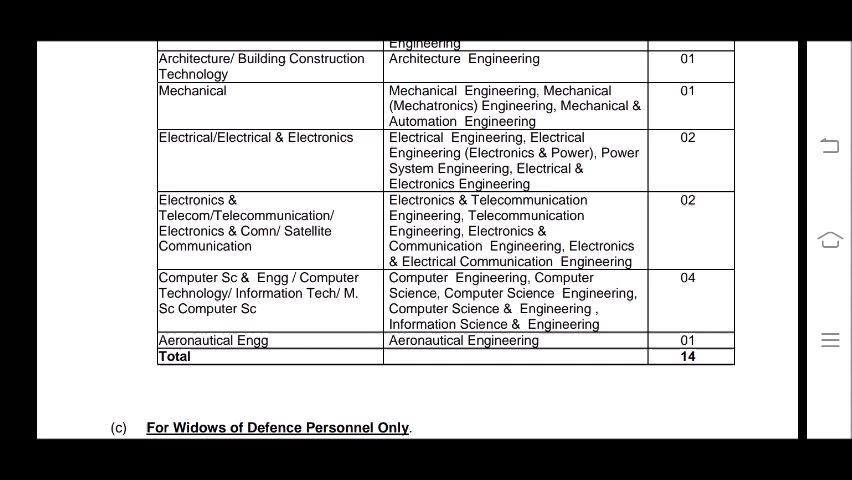 Engineering
Architecture/ Building Construction
Technology
Architecture Engineering
01
Mechanical
Mechanical Engineering, Mechanical
(Mechatronics) Engineering, Mechanical &
Automation Engineering
01
Electrical/Electrical & Electronics
Electrical Engineering, Electrical
Engineering (Electronics & Power), Power
System Engineering, Electrical &
Electronics Engineering
02
Electronics &
Telecom/Telecommunication/
Electronics & Comn/ Satellite
Communication
Electronics & Telecommunication
Engineering, Telecommunication
Engineering, Electronics &
Communication Engineering, Electronics
& Electrical Communication Engineering
02
Computer Sc & Engg / Computer
Technology/ Information Tech/ M.
Sc Computer Sc
Computer Engineering, Computer
Science, Computer Science Engineering,
Computer Science & Engineering ,
Information Science & Engineering
04
Aeronautical Engg
Aeronautical Engineering
01
Total
14
(c) For Widows of Defence Personnel Only.